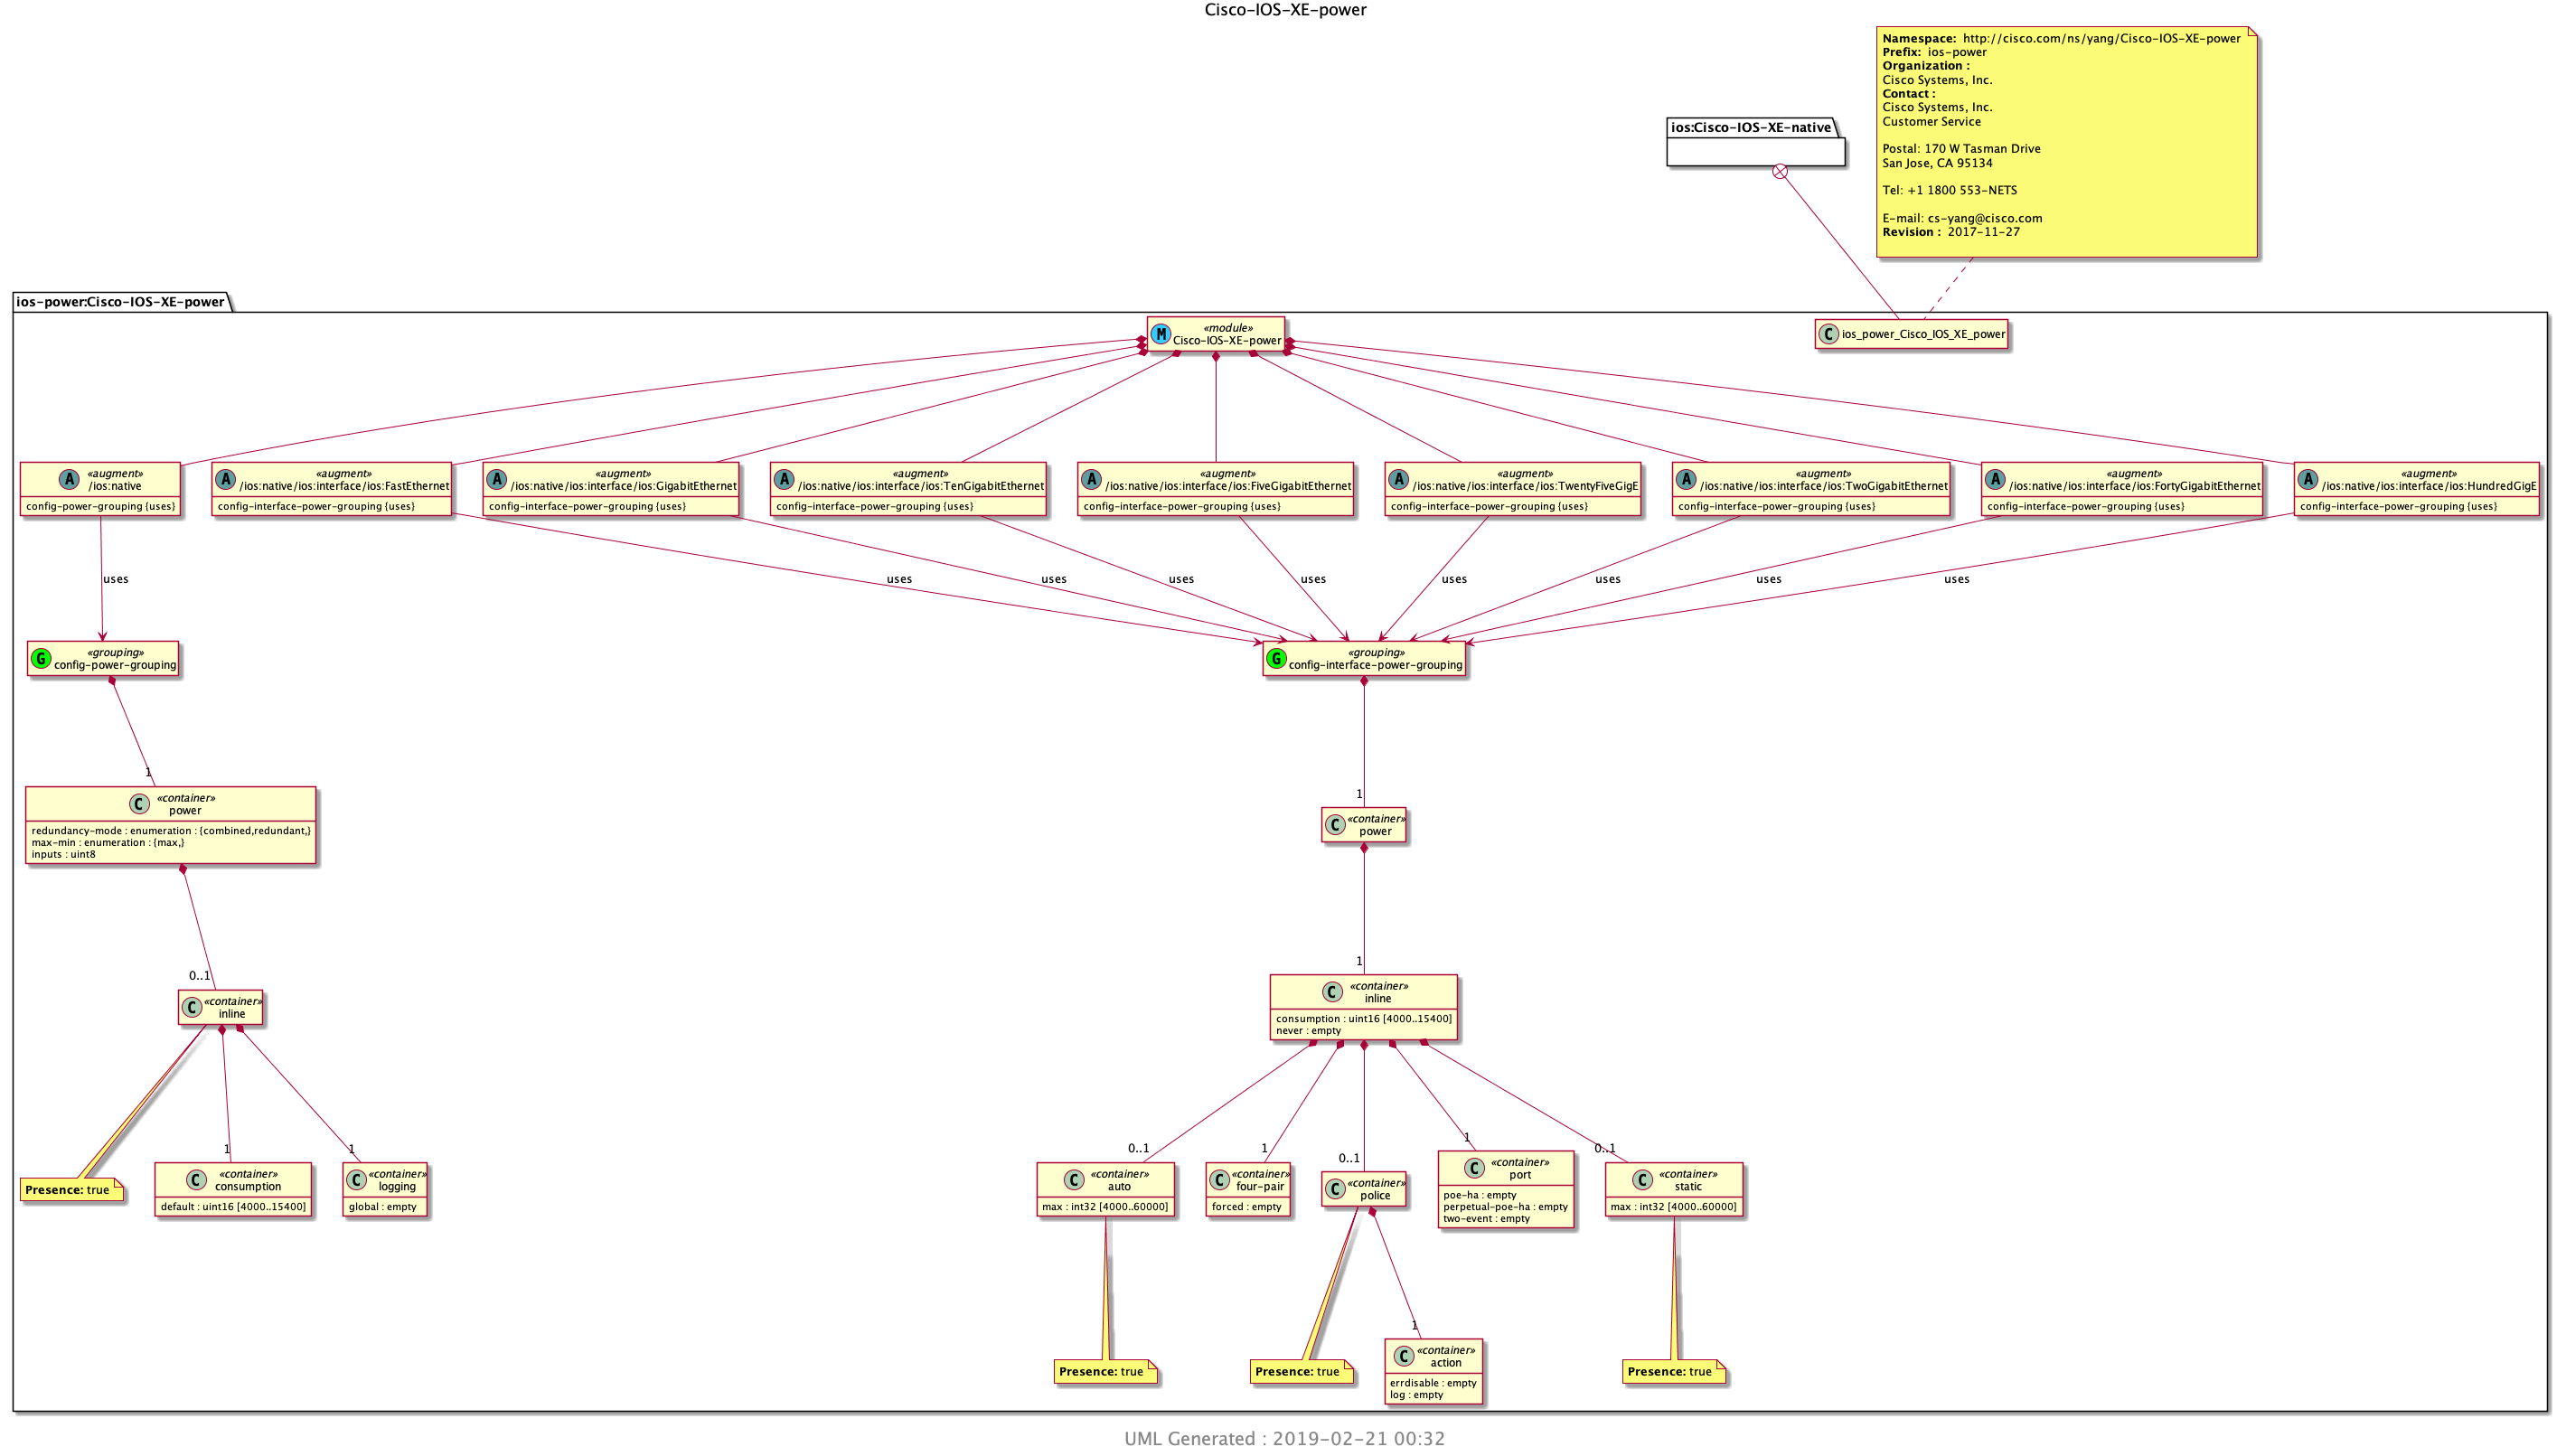 Cisco-IOS-XE-power
Namespace: http://cisco.com/ns/yang/Cisco-IOS-XE-power
Prefix: ios-power
Organization :
Cisco Systems, Inc.
Contact :
Cisco Systems, Inc.
Customer Service
Postal: 170 W Tasman Drive
San Jose, CA 95134
Tel: +1 1800 553-NETS
E-mail: cs-yang@cisco.com
Revision : 2017-11-27
ios:Cisco-IOS-XE-native
ios-power:Cisco-IOS-XE-power
M
«module»
Cisco-IOS-XE-power
C
ios_power_Cisco_IOS_XE_power
A
«augment»
/ios:native
config-power-grouping {uses}
A
«augment»
/ios:native/ios:interface/ios:FastEthernet
config-interface-power-grouping {uses}
A
«augment»
/ios:native/ios:interface/ios:GigabitEthernet
config-interface-power-grouping {uses}
A
«augment»
/ios:native/ios:interface/ios:TenGigabitEthernet
config-interface-power-grouping {uses}
A
«augment»
/ios:native/ios:interface/ios:FiveGigabitEthernet
config-interface-power-grouping {uses}
A
«augment»
/ios:native/ios:interface/ios:TwentyFiveGigE
config-interface-power-grouping {uses}
A
«augment»
/ios:native/ios:interface/ios:TwoGigabitEthernet
config-interface-power-grouping {uses}
A
«augment»
/ios:native/ios:interface/ios:FortyGigabitEthernet
config-interface-power-grouping {uses}
A
«augment»
/ios:native/ios:interface/ios:HundredGigE
config-interface-power-grouping {uses}
uses
uses
uses
uses
uses
uses
uses
uses
uses
G
«grouping»
config-power-grouping
G
«grouping»
config-interface-power-grouping
1
C
«container»
power
redundancy-mode : enumeration : {combined,redundant,}
max-min : enumeration : {max,}
inputs : uint8
1
C
«container»
power
0..1
C
«container»
inline
1
C
«container»
inline
consumption : uint16 [4000..15400]
never : empty
Presence: true
1
C
«container»
consumption
default : uint16 [4000..15400]
1
C
«container»
logging
global : empty
0..1
C
«container»
auto
max : int32 [4000..60000]
1
C
«container»
four-pair
forced : empty
0..1
C
«container»
police
1
C
«container»
port
poe-ha : empty
perpetual-poe-ha : empty
two-event : empty
0..1
C
«container»
static
max : int32 [4000..60000]
Presence: true
Presence: true
1
C
«container»
action
errdisable : empty
log : empty
Presence: true
UML Generated : 2019-02-21 00:32